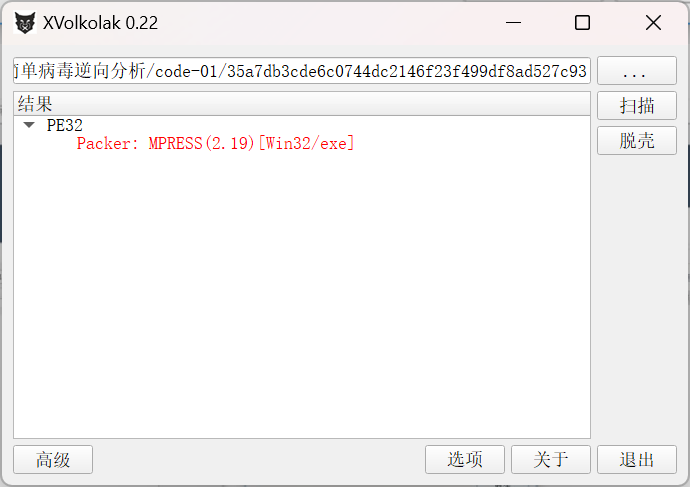 XVolkolak 0.22
单病毒逆向分析/code-01/35a7db3cde6c0744dc2146f23f499df8ad527c93
...
结果
扫描
PE32
Packer: MPRESS(2.19)[Win32/exe]
脱壳
高级
选项
关于
退出